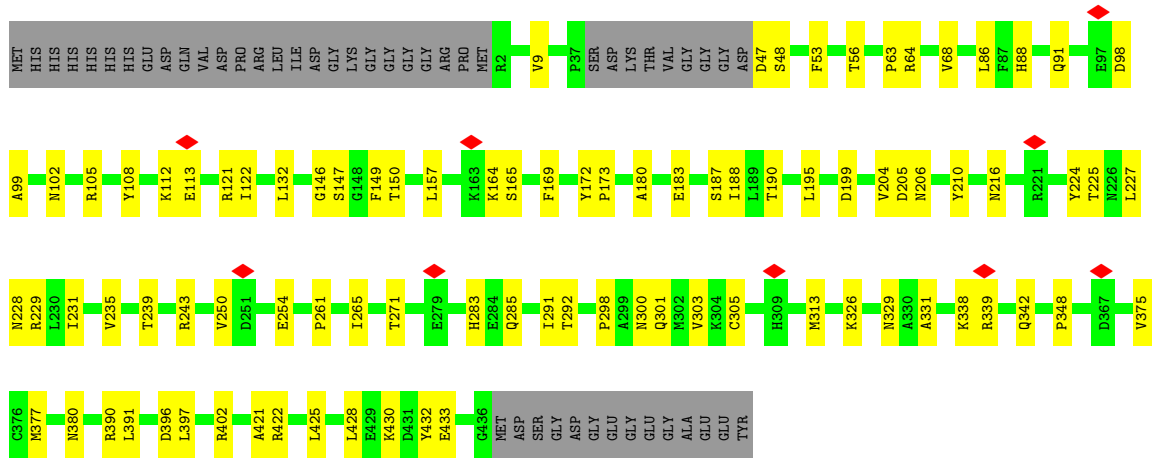 MET HIS HIS HIS HIS HIS HIS GLU ASP GLN VAL ASP PRO ARG LEU ILE ASP GLY LYS GLY GLY GLY GLY ARG PRO MET R2 V9 P37 SER ASP LYS THR VAL GLY GLY GLY ASP D47 S48 F53 T56 P63 R64 V68 L86 F87 H88 Q91 E97 D98
A99 N102 R105 Y108 K112 E113 R121 I122 L132 G146 S147 G148 F149 T150 L157 K163 K164 S165 F169 Y172 P173 A180 E183 S187 I188 L189 T190 L195 D199 V204 D205 N206 Y210 N216 R221 Y224 T225 N226 L227
N228 R229 L230 I231 V235 T239 R243 V250 D251 E254 P261 I265 T271 E279 H283 E284 Q285 I291 T292 P298 A299 N300 Q301 M302 V303 K304 C305 H309 M313 K326 N329 A330 A331 K338 R339 Q342 P348 D367 V375
C376 M377 N380 R390 L391 D396 L397 R402 A421 R422 L425 L428 E429 K430 D431 Y432 E433 G436 MET ASP SER GLY ASP GLY GLU GLY GLU GLY ALA GLU GLU TYR